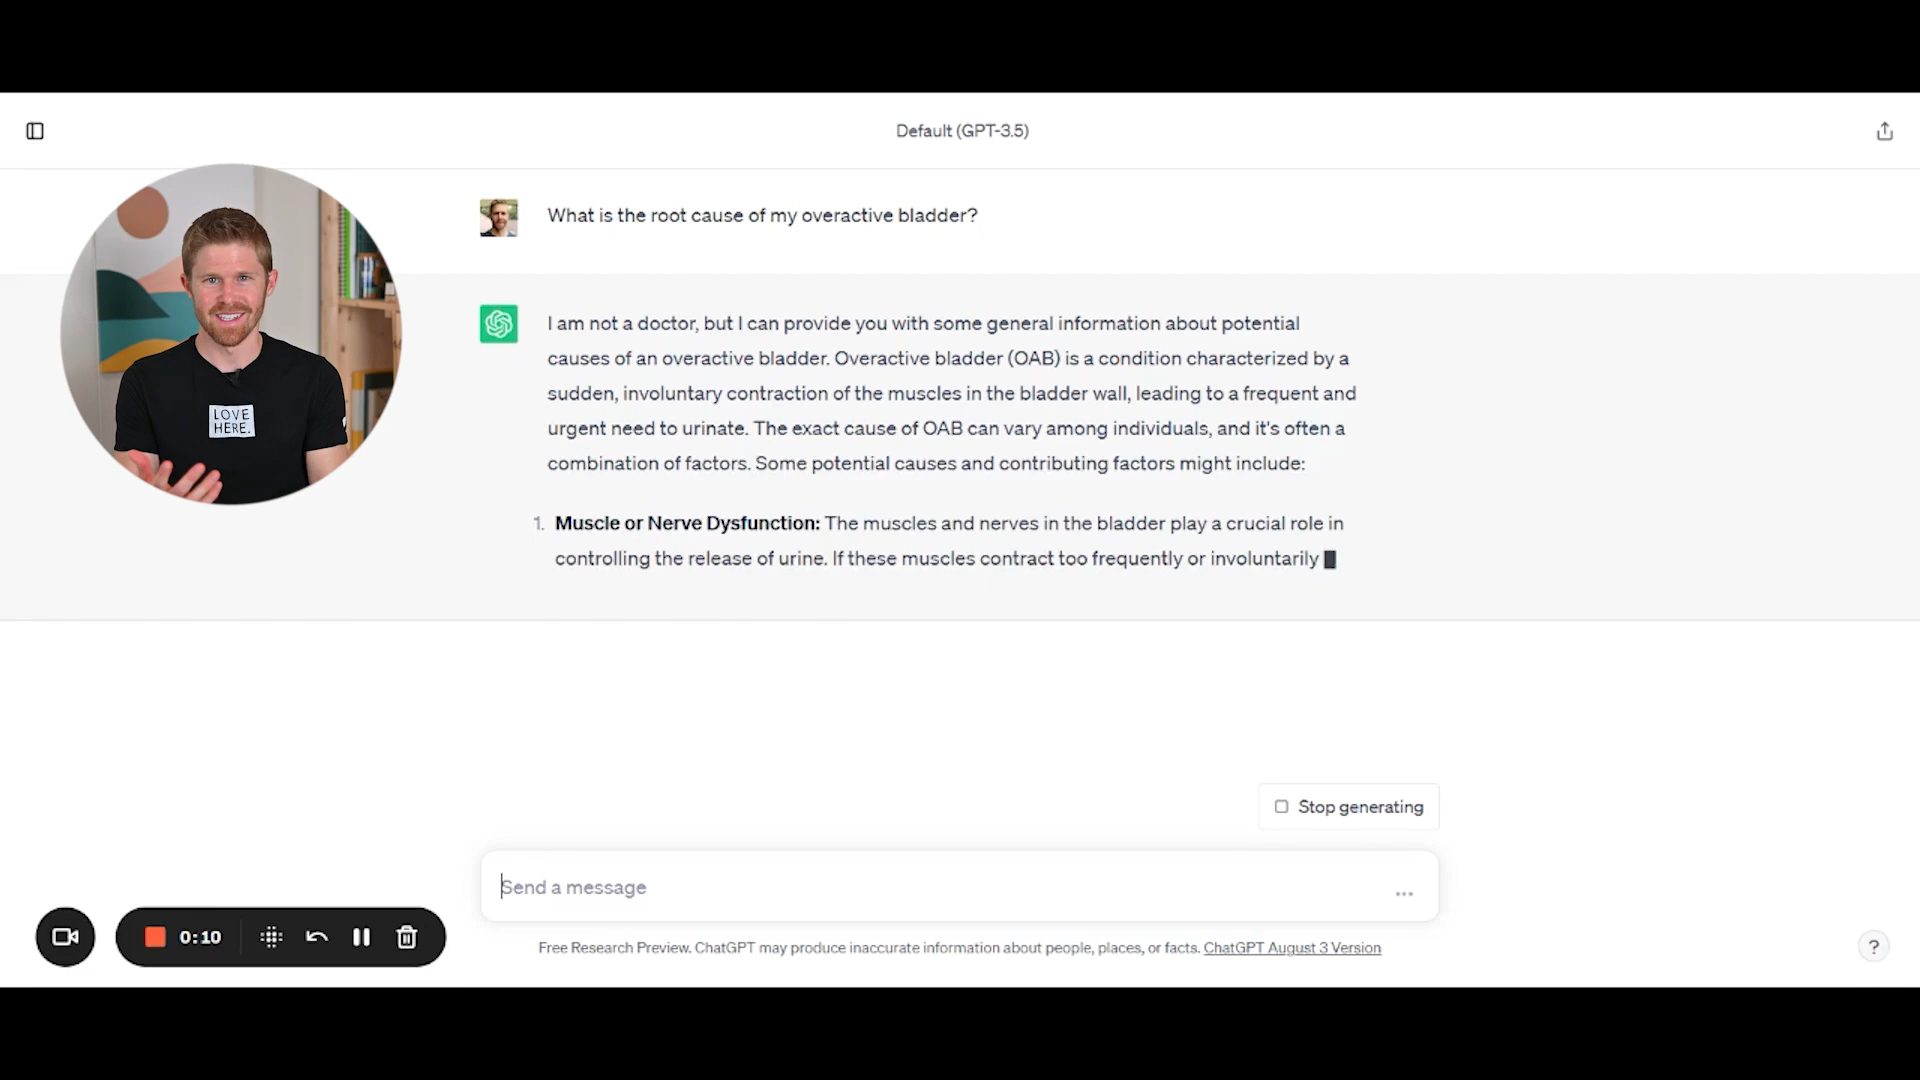 Default (GPT-3.5)
What is the root cause of my overactive bladder?
I am not a doctor, but I can provide you with some general information about potential
causes of an overactive bladder. Overactive bladder (OAB) is a condition characterized by a
sudden, involuntary contraction of the muscles in the bladder wall, leading to a frequent and
urgent need to urinate. The exact cause of OAB can vary among individuals, and it's often a
combination of factors. Some potential causes and contributing factors might include:
LOVE
HERE.
1. Muscle or Nerve Dysfunction: The muscles and nerves in the bladder play a crucial role in
controlling the release of urine. If these muscles contract too frequently or involuntarily
Stop generating
Send a message
0:10
Free Research Preview. ChatGPT may produce inaccurate information about people, places, or facts. ChatGPT August 3 Version
?